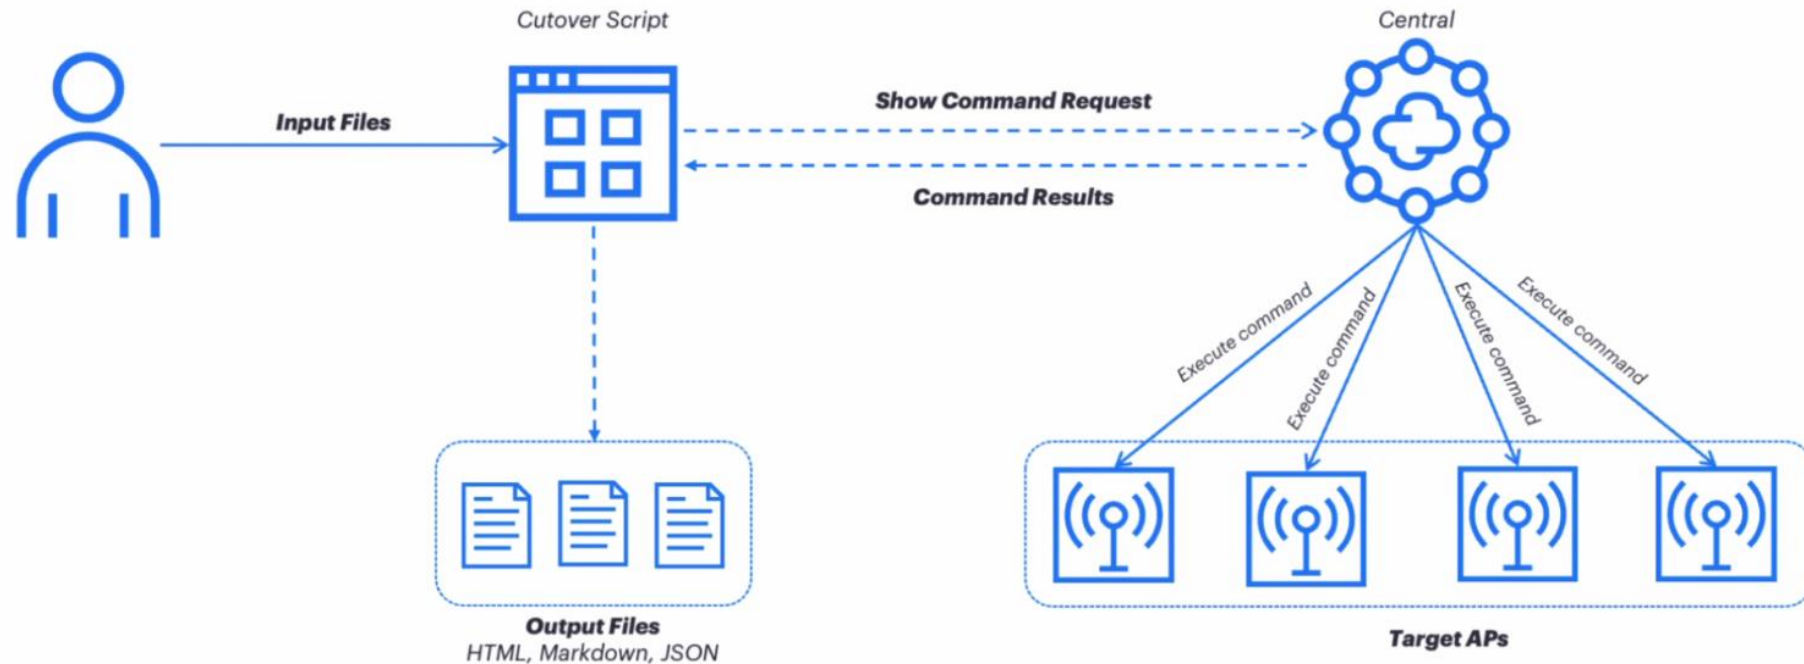 Cutover Script
Central
Input Files
Show Command Request
Command Results
Execute command
Execute command
Execute command
Execute command
Output Files
HTML, Markdown, JSON
Target APs